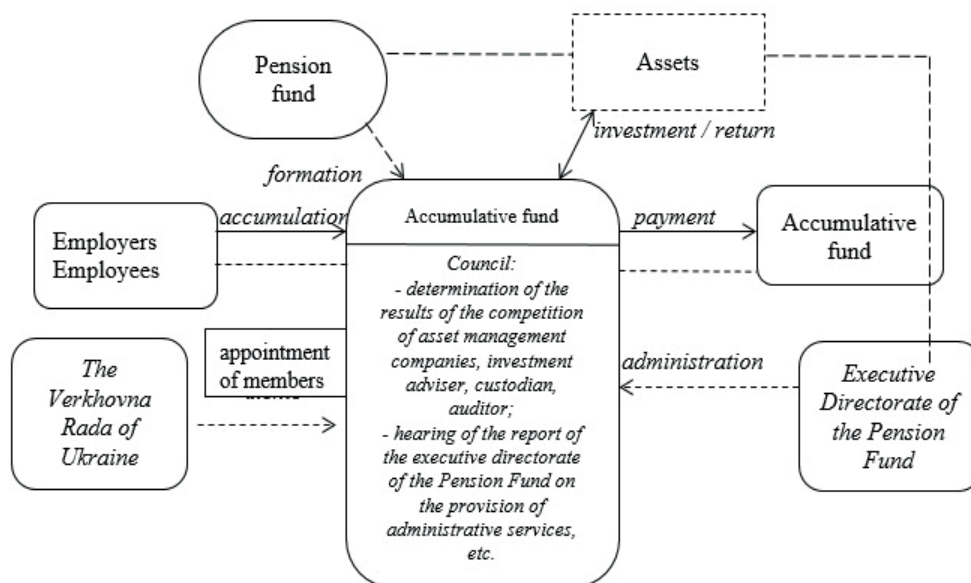 Pension
fund
Assets
investment / return
formation
accumulation
Employers
Employees
Accumulative fund
payment
Accumulative
fund
Council:
- determination of the
results of the competition
of asset management
companies, investment
adviser, custodian,
auditor;
- hearing of the report of
the executive directorate
of the Pension Fund on
the provision of
administrative services,
etc.
appointment
of members
The
Verkhovna
Rada of
Ukraine
administration
Executive
Directorate of
the Pension
Fund